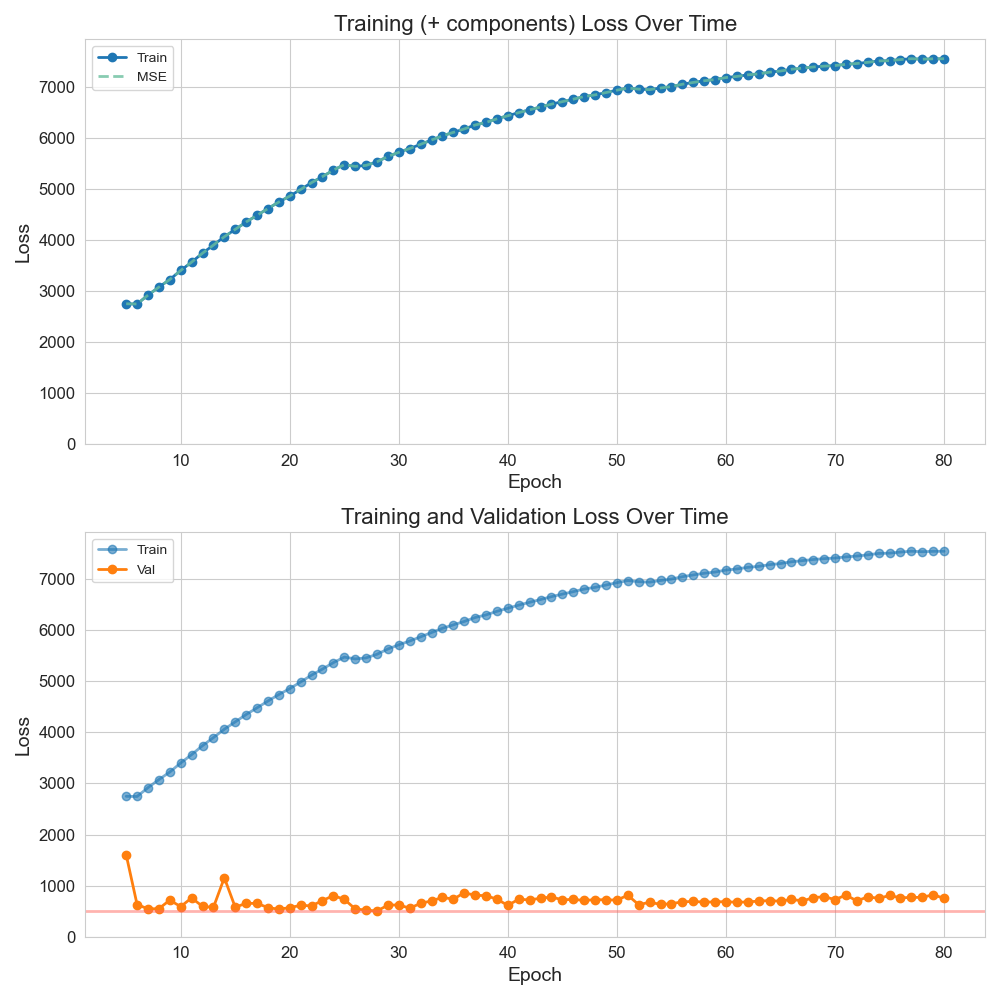 Training (+ components) Loss Over Time
Train
MSE
Loss
7000
6000
5000
4000
3000
2000
1000
0
10 20 30 40 50 60 70 80
Epoch
Training and Validation Loss Over Time
Train
Val
Loss
7000
6000
5000
4000
3000
2000
1000
0
10 20 30 40 50 60 70 80
Epoch